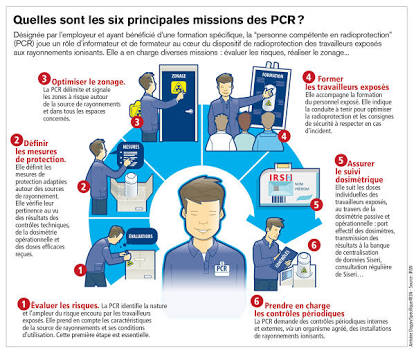 Quelles sont les six principales missions des PCR ?
Désignée par l'employeur et ayant bénéficié d'une formation spécifique, la "personne compétente en radioprotection"
(PCR) joue un rôle d'informateur et de formateur au cœur du dispositif de radioprotection des travailleurs exposés
aux rayonnements ionisants. Elle a en charge diverses missions : évaluer les risques, réaliser le zonage...
3 Optimiser le zonage.
La PCR délimite et signale
les zones à risque autour
de la source de rayonnements
et dans tous les espaces
concernés.
ZONAGE
3
FORMATION
4
4 Former
les travailleurs exposés
Elle accompagne la formation
du personnel exposé. Elle indique
la conduite à tenir pour optimiser
la radioprotection et les consignes
de sécurité à respecter en cas
d'incident.
2 Définir
les mesures
de protection.
Elle définit les
mesures de
protection adaptées
autour des sources
de rayonnement.
Elle vérifie leur
pertinence au vu
des résultats des
contrôles techniques,
de la dosimétrie
opérationnelle et
des doses efficaces
reçues.
MESURES
2
IRSN
NOM
PRÉNOM
5
5 Assurer
le suivi
dosimétrique
Elle suit les doses
individuelles des
travailleurs exposés,
au travers de la
dosimétrie passive et
opérationnelle : port
effectif des dosimètres,
transmission des
résultats à la banque
de centralisation
de données Siseri,
consultation régulière
de Siseri...
ÉVALUATIONS
1
PCR
CONTRÔLES
6
1 Évaluer les risques. La PCR identifie la nature
et l'ampleur du risque encouru par les travailleurs
exposés. Elle prend en compte les caractéristiques
de la source de rayonnements et ses conditions
d'utilisation. Cette première étape est essentielle.
6 Prendre en charge
les contrôles périodiques
La PCR demande des contrôles périodiques internes
et externes, via un organisme agréé, des installations
de rayonnements ionisants.